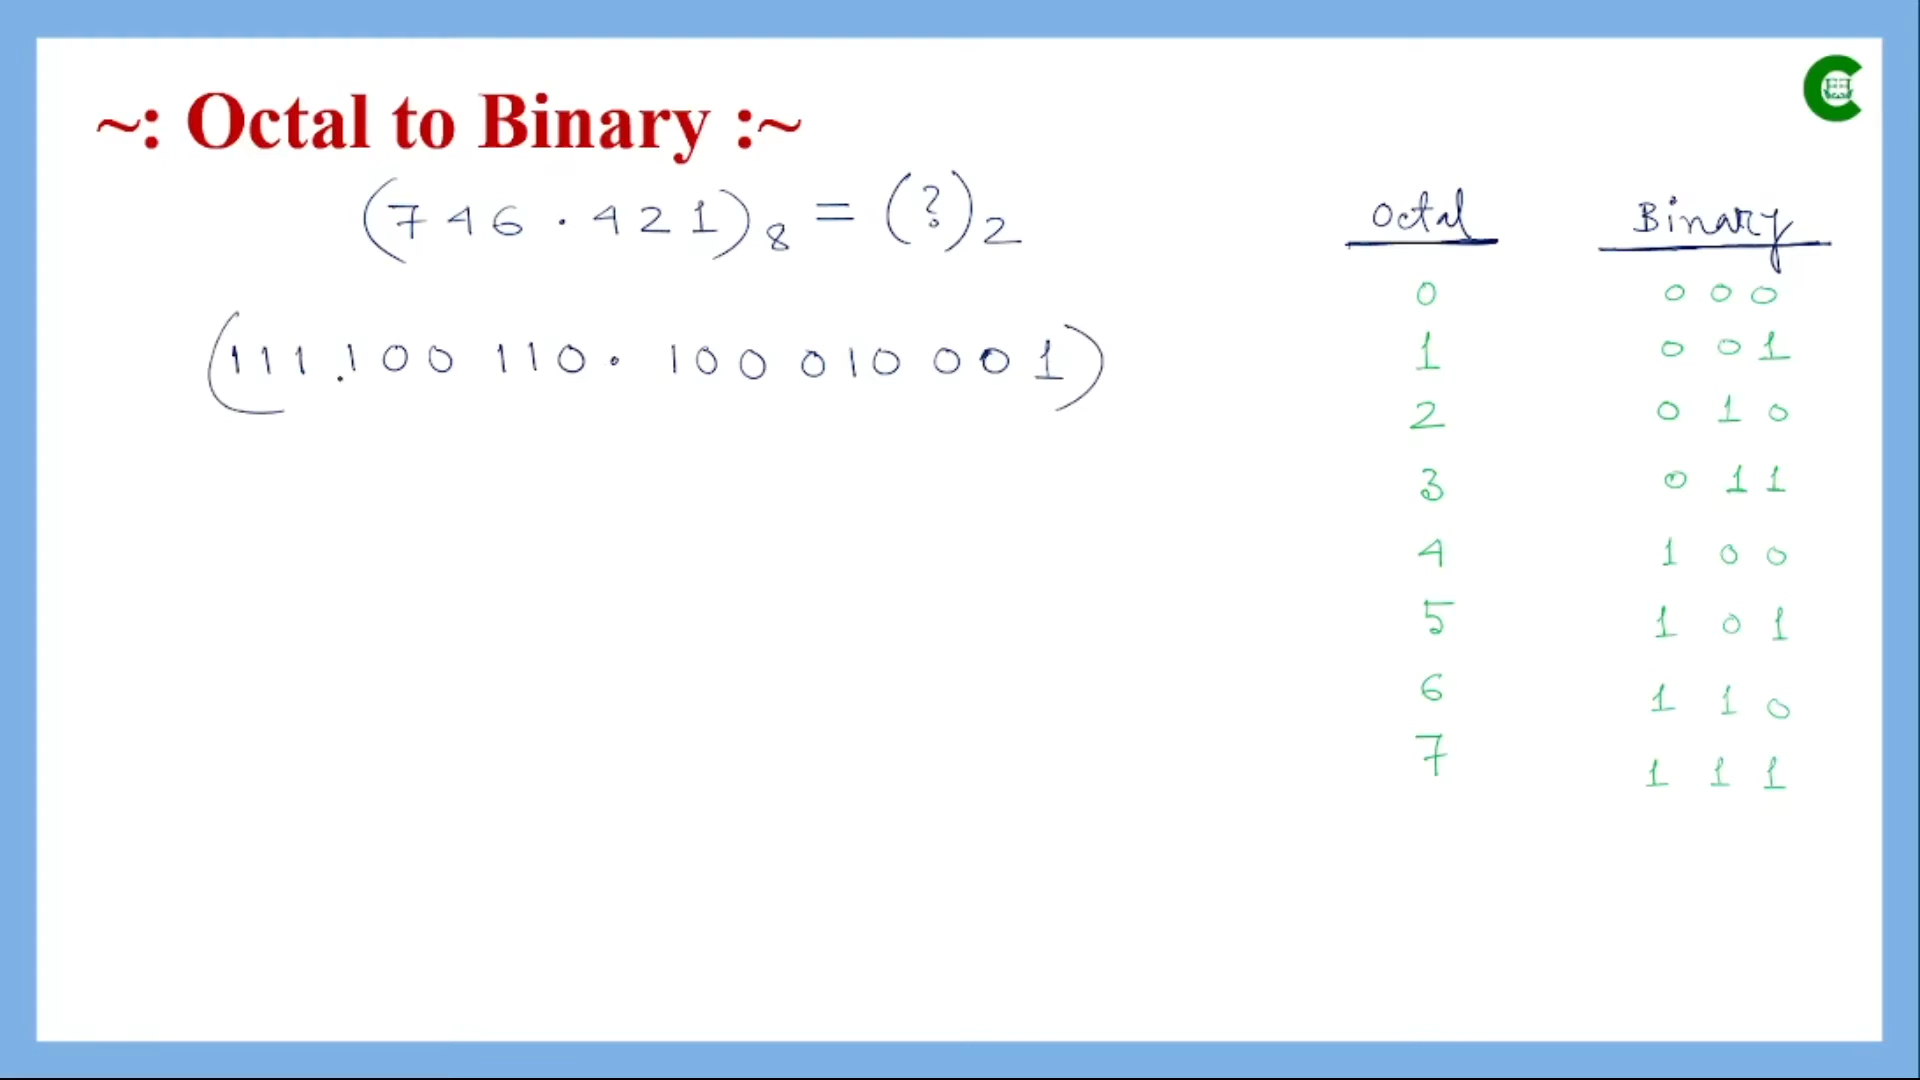 ~: Octal to Binary :~
(746.421)8 = (?)2
(111.100 110. 100 010 001)
Octal Binary
0 000
1 001
2 010
3 011
4 100
5 101
6 110
7 111